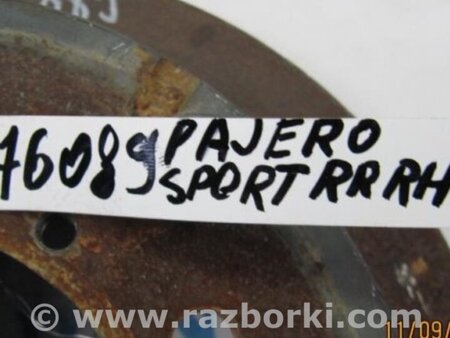 76089 PAJERO
SPORT RR RH
11/09/
© www.razborki.com